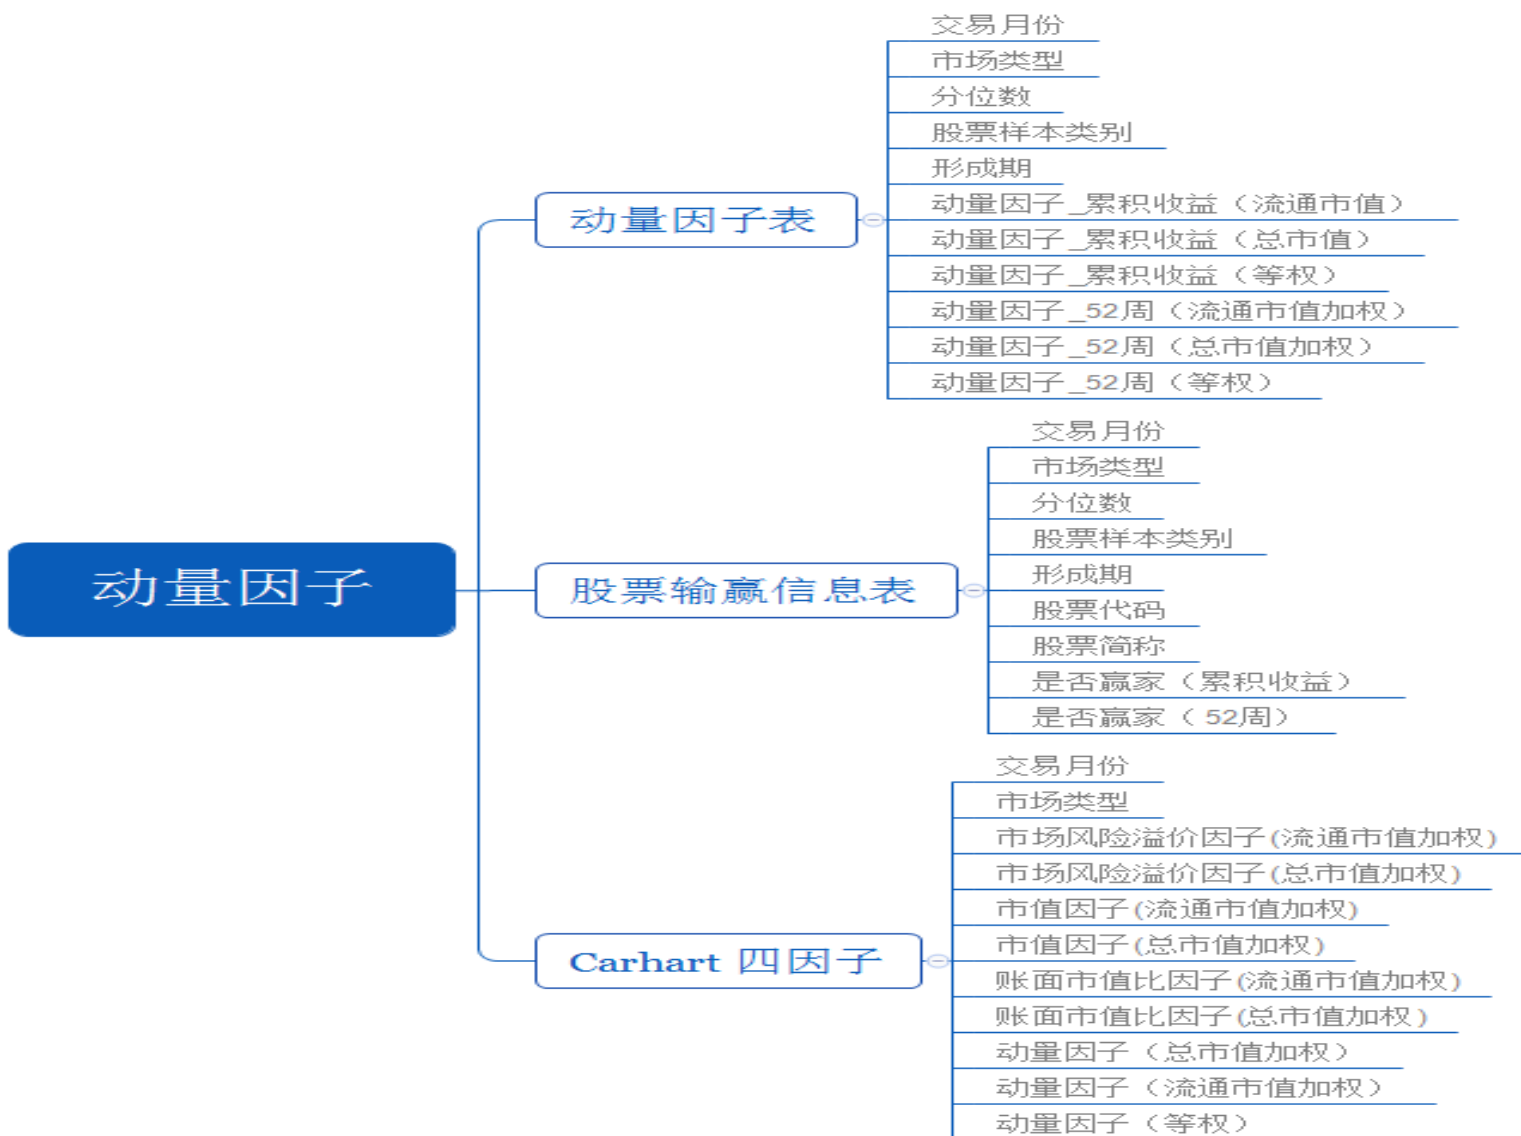 动量因子
动量因子表
交易月份
市场类型
分位数
股票样本类别
形成期
动量因子_累积收益（流通市值）
动量因子_累积收益（总市值）
动量因子_累积收益（等权）
动量因子_52周（流通市值加权）
动量因子_52周（总市值加权）
动量因子_52周（等权）
股票输赢信息表
交易月份
市场类型
分位数
股票样本类别
形成期
股票代码
股票简称
是否赢家（累积收益）
是否赢家（52周）
Carhart 四因子
交易月份
市场类型
市场风险溢价因子(流通市值加权)
市场风险溢价因子(总市值加权)
市值因子(流通市值加权)
市值因子(总市值加权)
账面市值比因子(流通市值加权)
账面市值比因子(总市值加权)
动量因子（总市值加权）
动量因子（流通市值加权）
动量因子（等权）